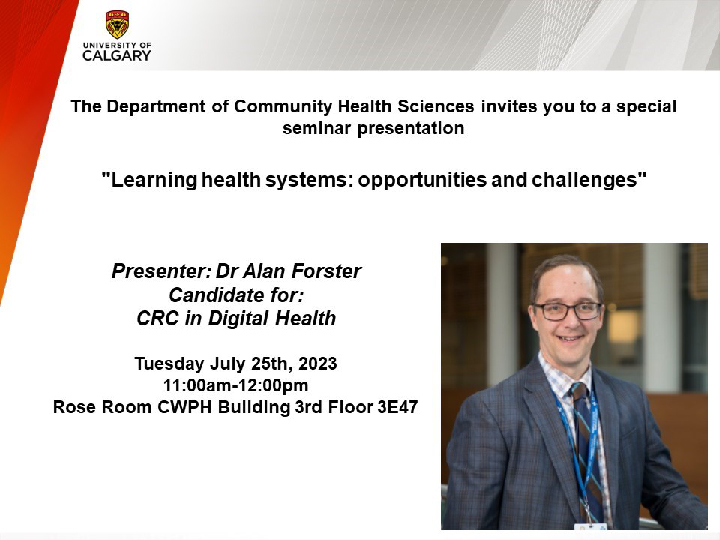 UNIVERSITY OF
CALGARY
The Department of Community Health Sciences invites you to a special
seminar presentation
"Learning health systems: opportunities and challenges"
Presenter: Dr Alan Forster
Candidate for:
CRC in Digital Health
Tuesday July 25th, 2023
11:00am-12:00pm
Rose Room CWPH Building 3rd Floor 3E47